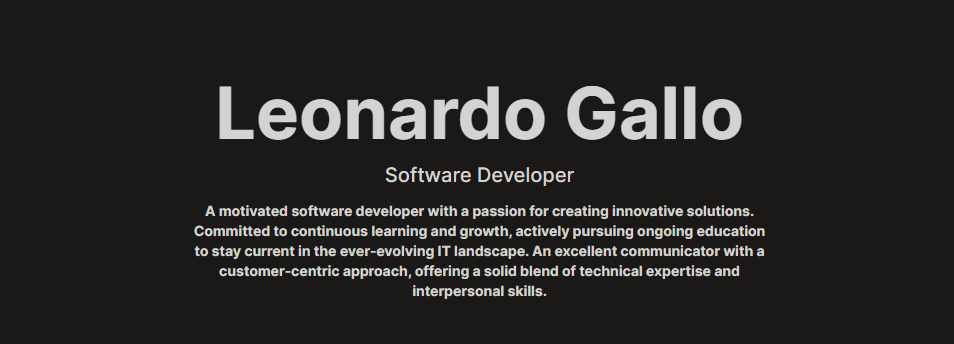 Leonardo Gallo
Software Developer
A motivated software developer with a passion for creating innovative solutions.
Committed to continuous learning and growth, actively pursuing ongoing education
to stay current in the ever-evolving IT landscape. An excellent communicator with a
customer-centric approach, offering a solid blend of technical expertise and
interpersonal skills.